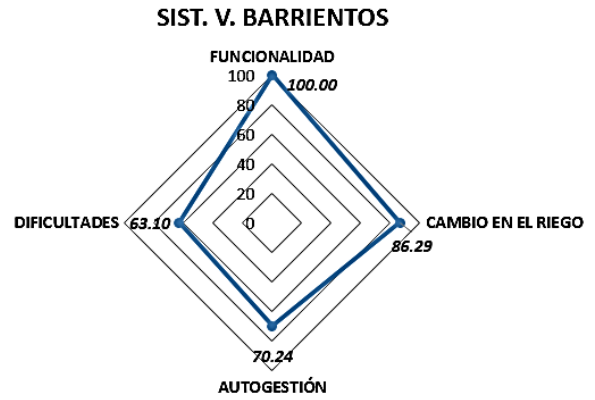 SIST. V. BARRIENTOS
FUNCIONALIDAD
100
100.00
80
60
40
20
DIFICULTADES
63.10
0
CAMBIO EN EL RIEGO
86.29
70.24
AUTOGESTIÓN